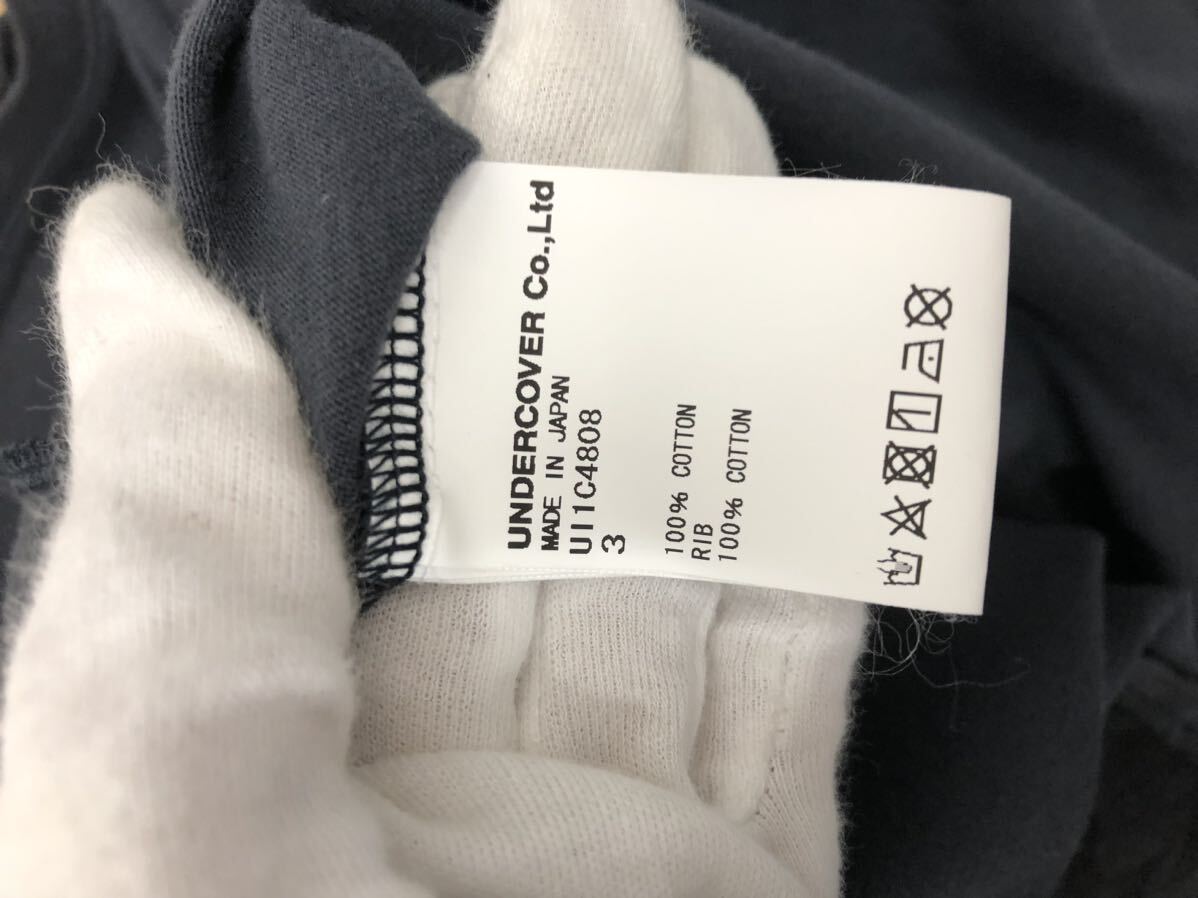 UNDERCOVER Co.,Ltd
MADE IN JAPAN
UI1C4808
3
100% COTTON
RIB
100% COTTON